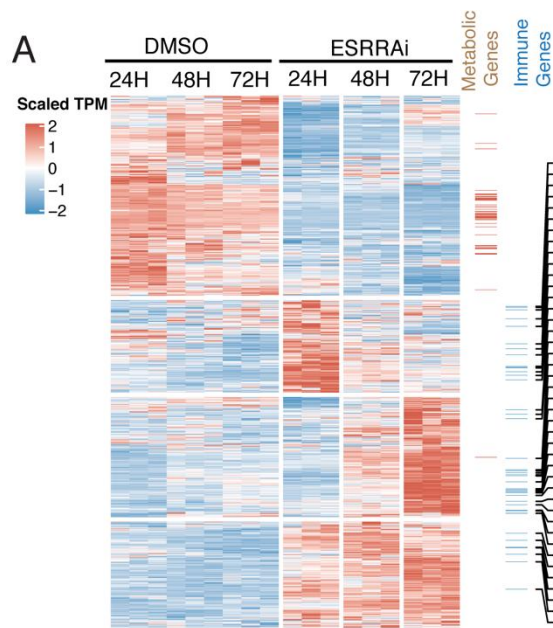 A
DMSO
ESRRAi
24H 48H 72H 24H 48H 72H
Metabolic
Genes
Immune
Genes
Scaled TPM
2
1
0
−1
−2